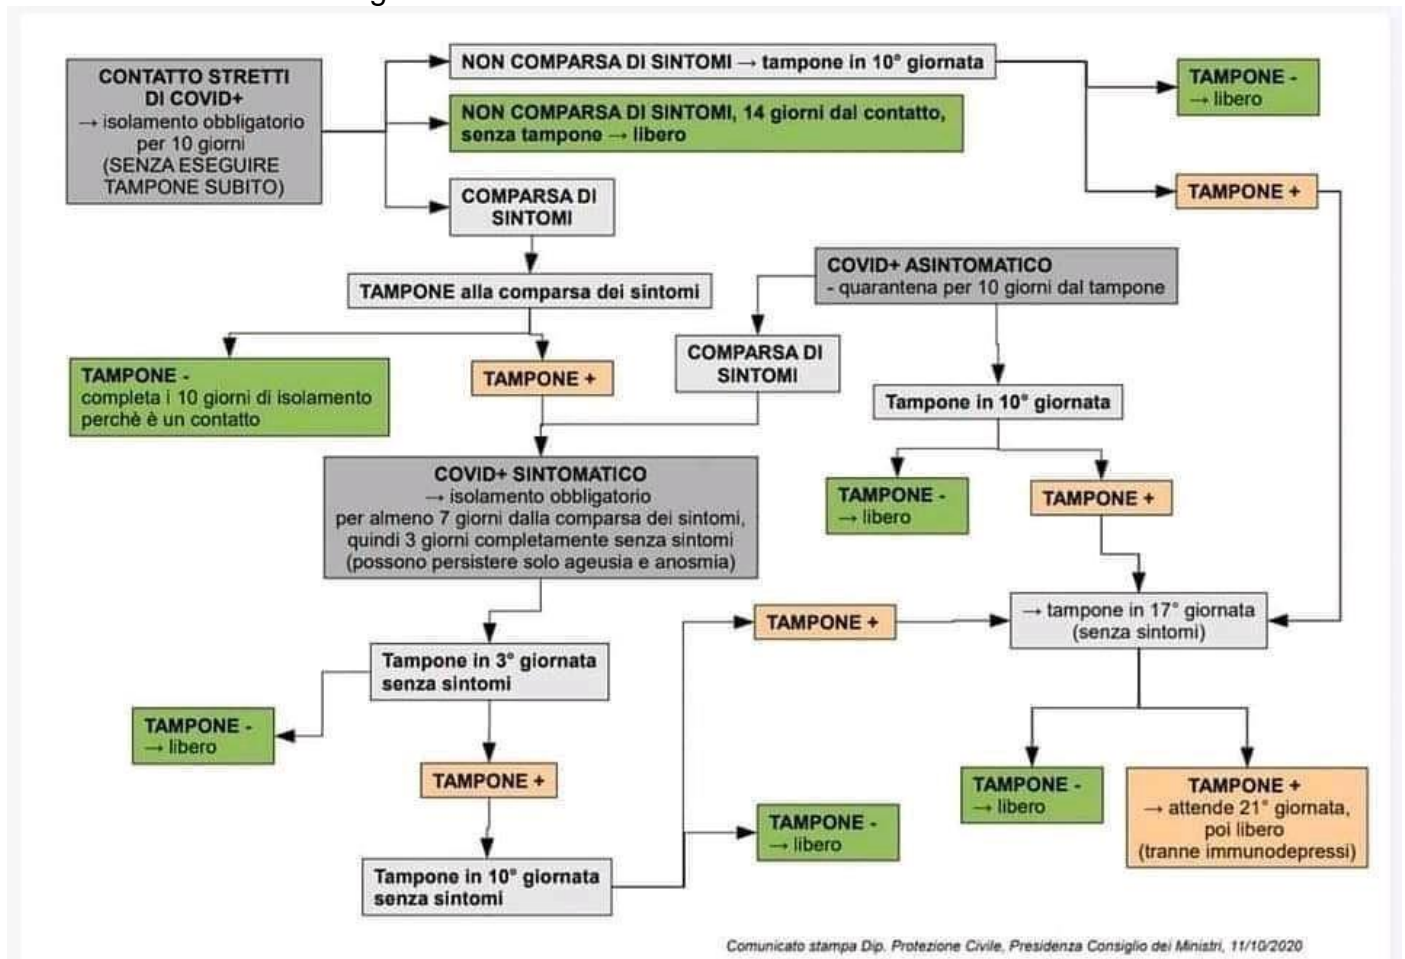 CONTATTO STRETTI
DI COVID+
→ isolamento obbligatorio
per 10 giorni
(SENZA ESEGUIRE
TAMPONE SUBITO)
NON COMPARSA DI SINTOMI → tampone in 10° giornata
NON COMPARSA DI SINTOMI, 14 giorni dal contatto,
senza tampone → libero
COMPARSA DI
SINTOMI
TAMPONE -
→ libero
TAMPONE +
TAMPONE alla comparsa dei sintomi
COVID+ ASINTOMATICO
- quarantena per 10 giorni dal tampone
TAMPONE -
completa i 10 giorni di isolamento
perchè è un contatto
TAMPONE +
COMPARSA DI
SINTOMI
Tampone in 10° giornata
COVID+ SINTOMATICO
→ isolamento obbligatorio
per almeno 7 giorni dalla comparsa dei sintomi,
quindi 3 giorni completamente senza sintomi
(possono persistere solo ageusia e anosmia)
TAMPONE -
→ libero
TAMPONE +
→ tampone in 17° giornata
(senza sintomi)
TAMPONE +
Tampone in 3° giornata
senza sintomi
TAMPONE -
→ libero
TAMPONE +
Tampone in 10° giornata
senza sintomi
TAMPONE -
→ libero
TAMPONE -
→ libero
TAMPONE +
→ attende 21° giornata,
poi libero
(tranne immunodepressi)
Comunicato stampa Dip. Protezione Civile, Presidenza Consiglio dei Ministri, 11/10/2020